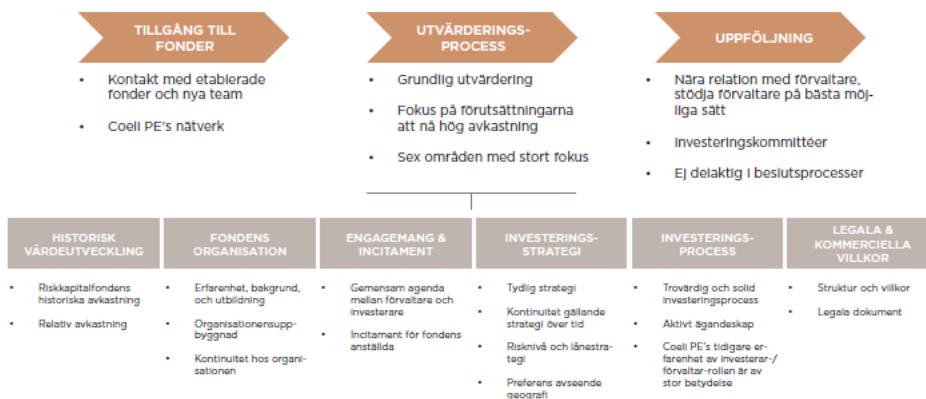 TILLGÅNG TILL
FONDER
• Kontakt med etablerade
fonder och nya team
• Coeli PE's nätverk
UTVÄRDERINGS-
PROCESS
• Grundlig utvärdering
• Fokus på förutsättningarna
att nå hög avkastning
• Sex områden med stort fokus
UPPFÖLJNING
• Nära relation med förvaltare,
stödja förvaltare på bästa möj-
liga sätt
• Investeringskommittéer
• Ej delaktig i beslutsprocesser
HISTORISK
VÄRDEUTVECKLING
• Riskkapitalfondens
historiska avkastning
• Relativ avkastning
FONDENS
ORGANISATION
• Erfarenhet, bakgrund,
och utbildning
• Organisationensupp-
byggnad
• Kontinuitet hos organi-
sationen
ENGAGEMANG &
INCITAMENT
• Gemensam agenda
mellan förvaltare och
investerare
• Incitament för fondens
anställda
INVESTERINGS-
STRATEGI
• Tydlig strategi
• Kontinuitet gällande
strategi över tid
• Risknivå och lånestra-
tegi
• Preferens avseende
geografi
INVESTERINGS-
PROCESS
• Trovärdig och solid
investeringsprocess
• Aktivt ägandeskap
• Coeli PE's tidigare er-
farenhet av investerar-/
förvaltar-rollen är av
stor betydelse
LEGALA &
KOMMERCIELLA
VILLKOR
• Struktur och villkor
• Legala dokument